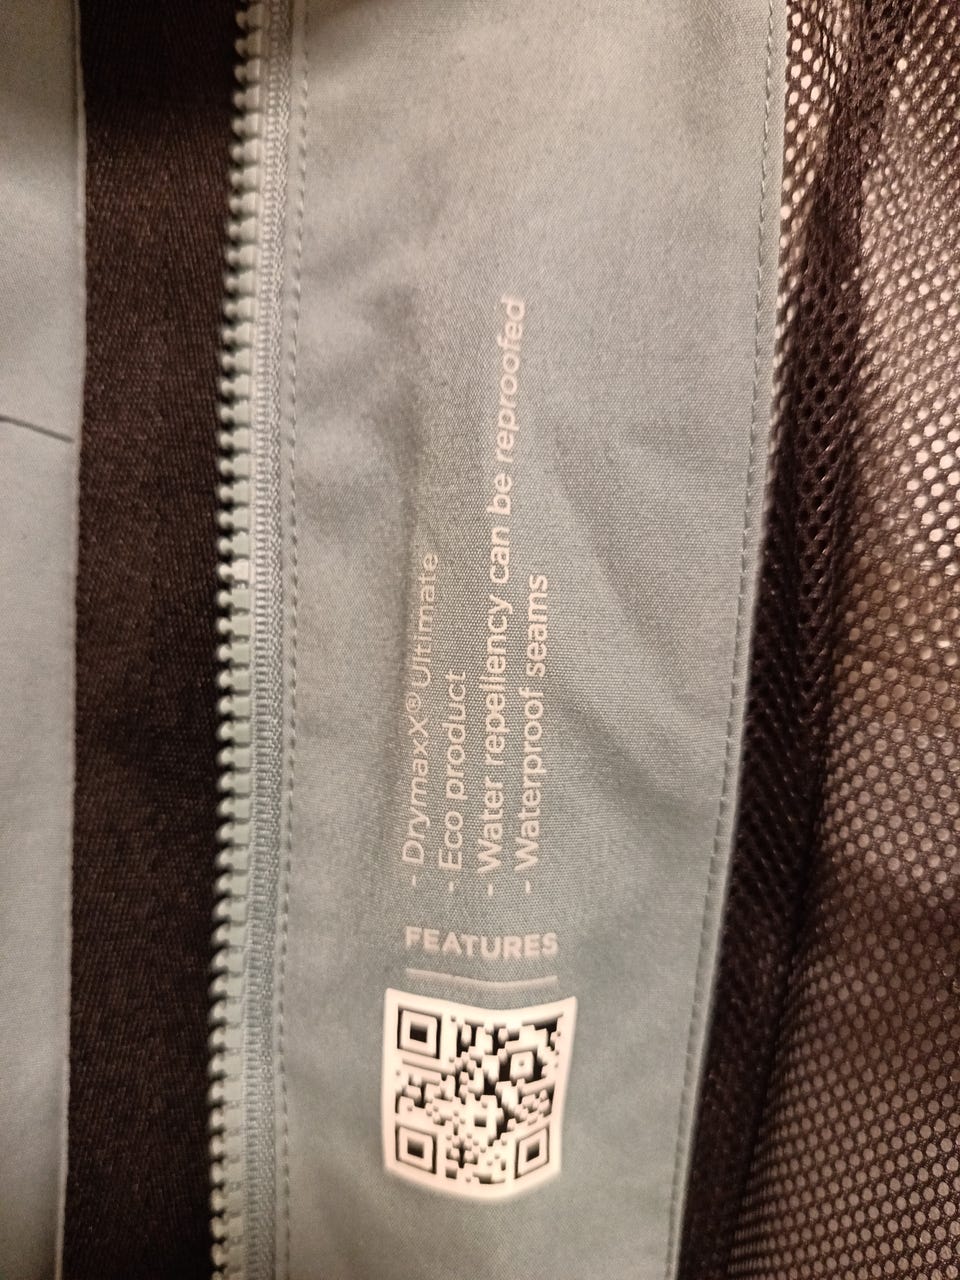 FEATURES
- DrymaxX® Ultimate
- Eco product
- Water repellency can be reproofed
- Waterproof seams